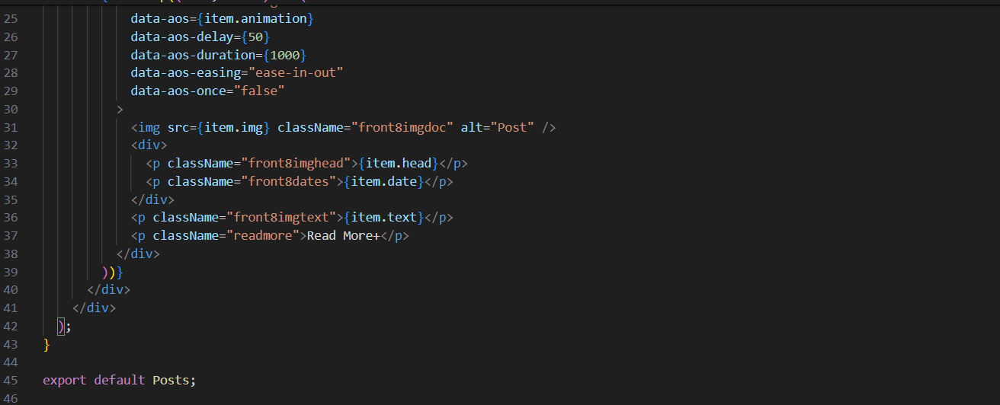 25 data-aos={item.animation}
26 data-aos-delay={50}
27 data-aos-duration={1000}
28 data-aos-easing="ease-in-out"
29 data-aos-once="false"
30 >
31 <img src={item.img} className="front8imgdoc" alt="Post" />
32 <div>
33 <p className="front8imghead">{item.head}</p>
34 <p className="front8dates">{item.date}</p>
35 </div>
36 <p className="front8imgtext">{item.text}</p>
37 <p className="readmore">Read More+</p>
38 </div>
39 ))}
40 </div>
41 </div>
42 );
43 }
44
45 export default Posts;
46